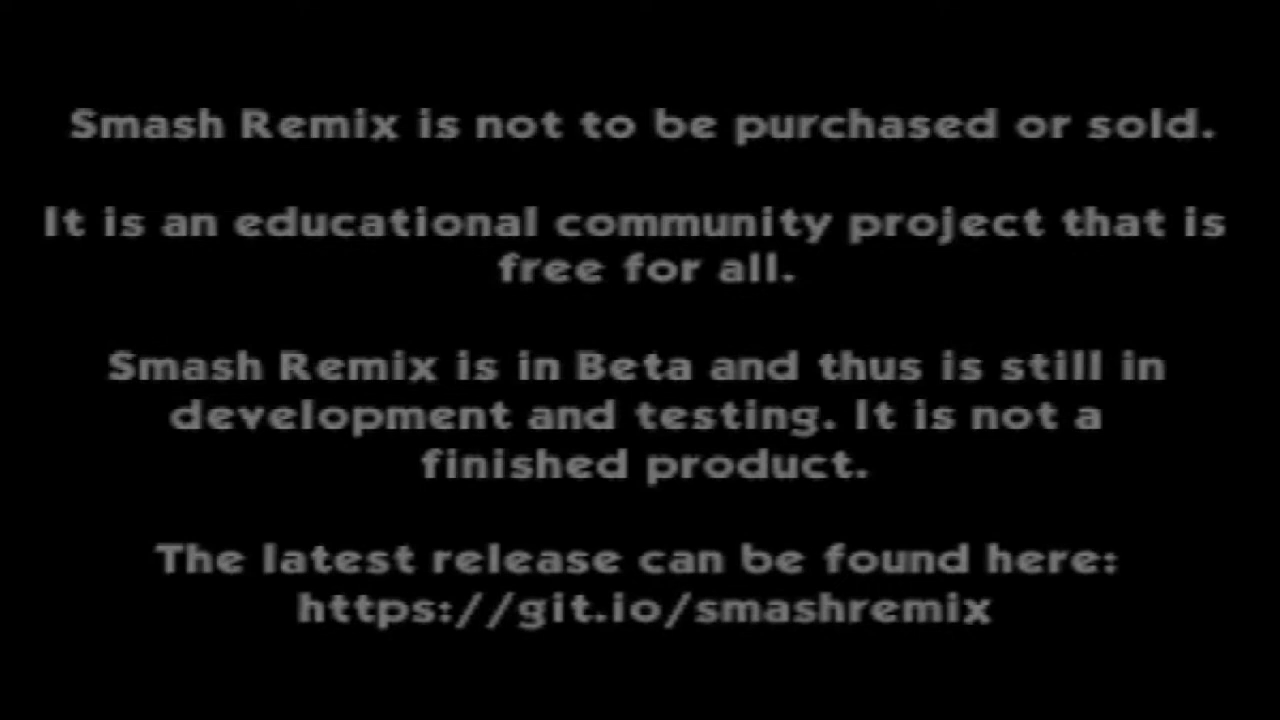 Smash Remix is not to be purchased or sold.
It is an educational community project that is
free for all.
Smash Remix is in Beta and thus is still in
development and testing. It is not a
finished product.
The latest release can be found here:
https://git.io/smashremix